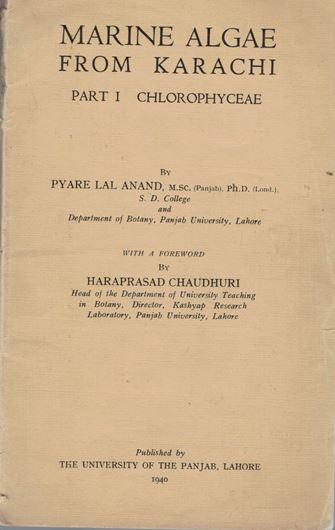 MARINE ALGAE
FROM KARACHI
PART I CHLOROPHYCEAE
BY
PYARE LAL ANAND, M.SC. (Panjab), Ph.D. (Lond.),
S. D. College
and
Department of Botany, Panjab University, Lahore
WITH A FOREWORD
BY
HARAPRASAD CHAUDHURI
Head of the Department of University Teaching
in Botany, Director, Kashyap Research
Laboratory, Panjab University, Lahore
Published by
THE UNIVERSITY OF THE PANJAB, LAHORE
1940